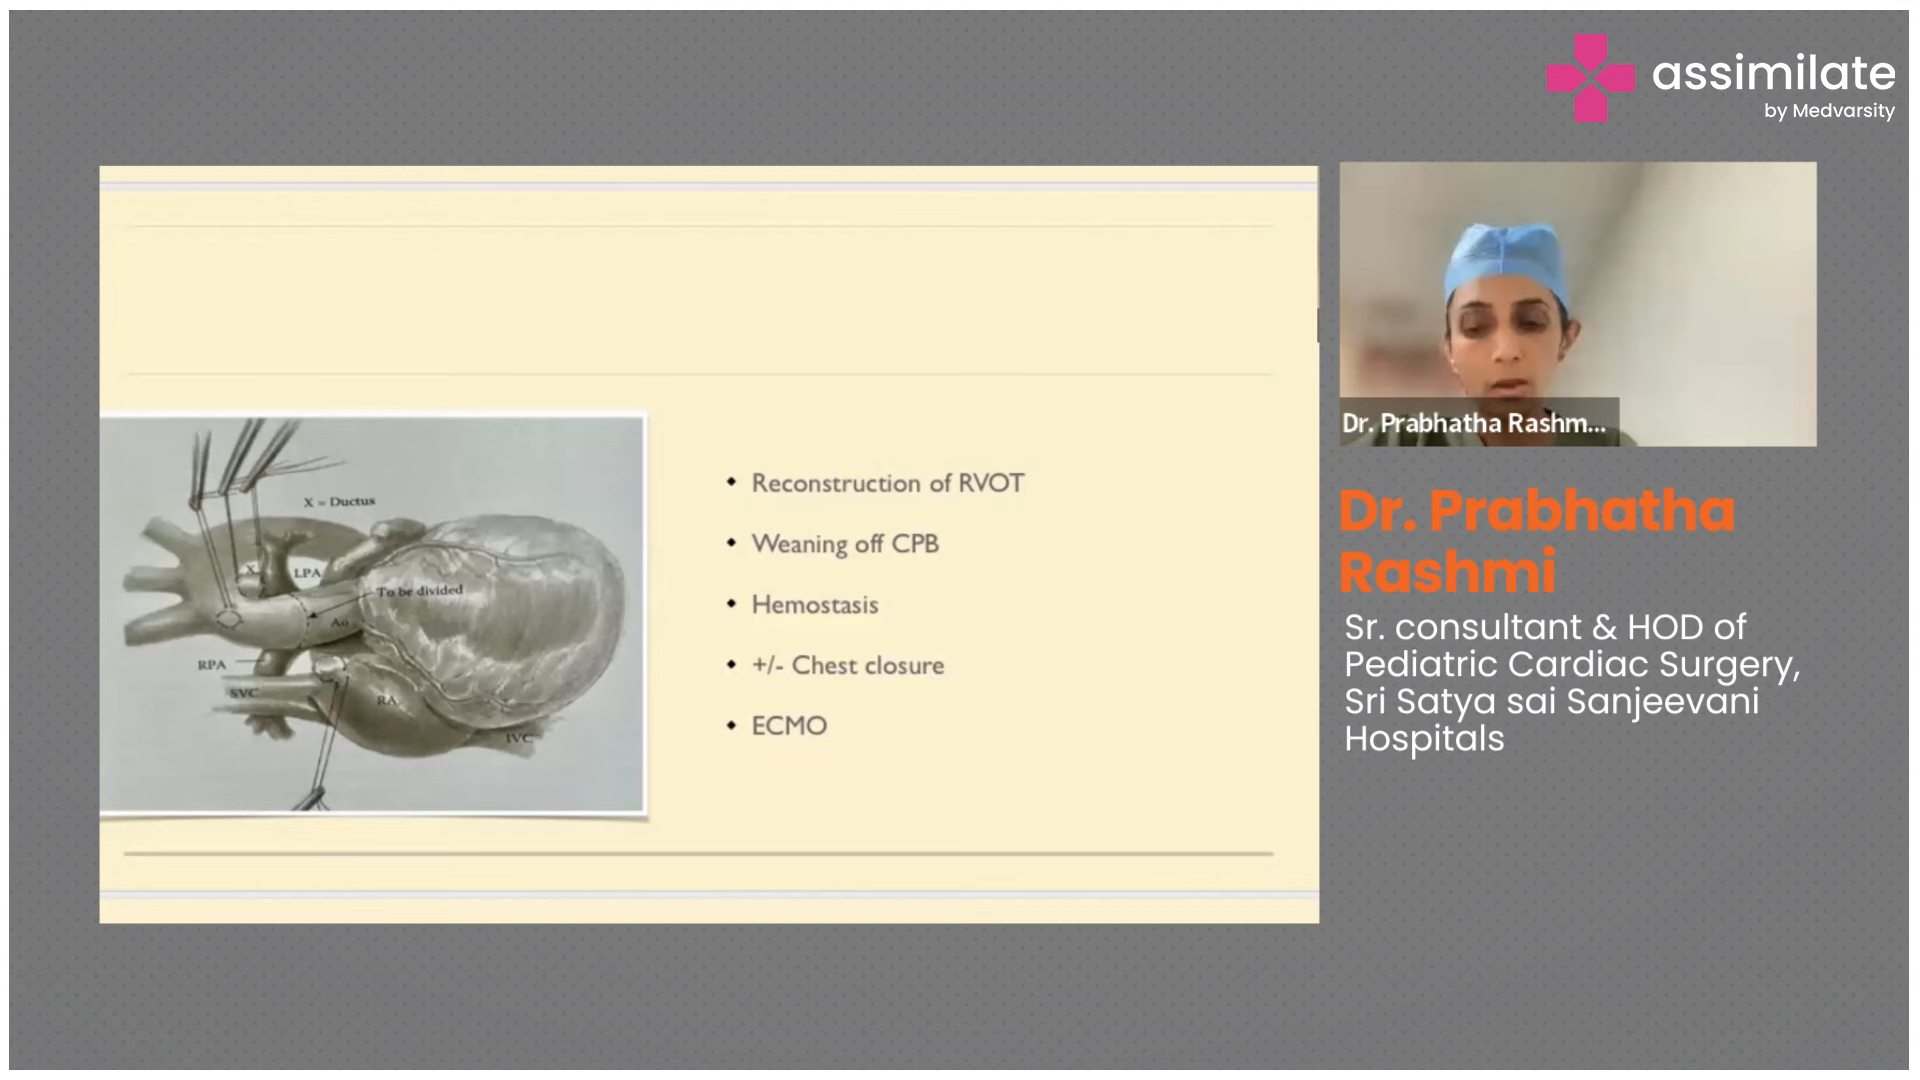 assimilate
by Medvarsity
X = Ductus
X
LPA
To be divided
Ao
RPA
SVC
RA
IVC
• Reconstruction of RVOT
• Weaning off CPB
• Hemostasis
• +/- Chest closure
• ECMO
Dr. Prabhatha Rashm...
Dr. Prabhatha
Rashmi
Sr. consultant & HOD of
Pediatric Cardiac Surgery,
Sri Satya sai Sanjeevani
Hospitals